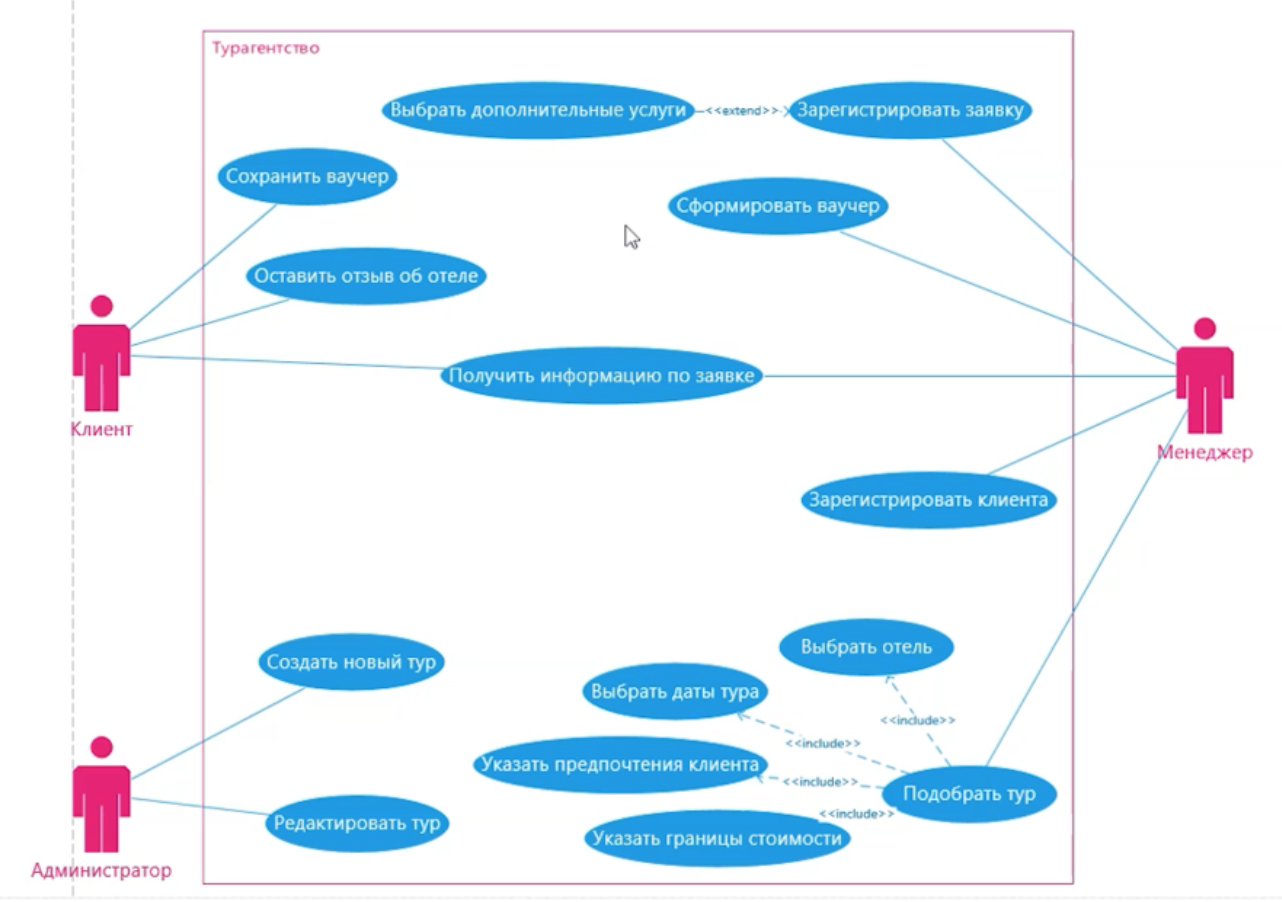 Турагентство
Выбрать дополнительные услуги
<<extend>>
Зарегистрировать заявку
Сохранить ваучер
Сформировать ваучер
Оставить отзыв об отеле
Получить информацию по заявке
Клиент
Менеджер
Зарегистрировать клиента
Выбрать отель
Создать новый тур
Выбрать даты тура
<<include>>
<<include>>
Указать предпочтения клиента
<<include>>
Подобрать тур
<<include>>
Редактировать тур
Указать границы стоимости
Администратор